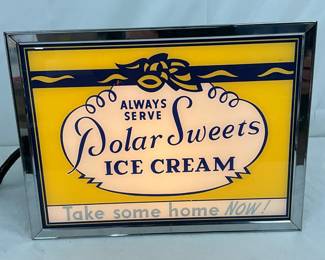 ALWAYS
SERVE
Polar Sweets
ICE CREAM
Take some home NOW!